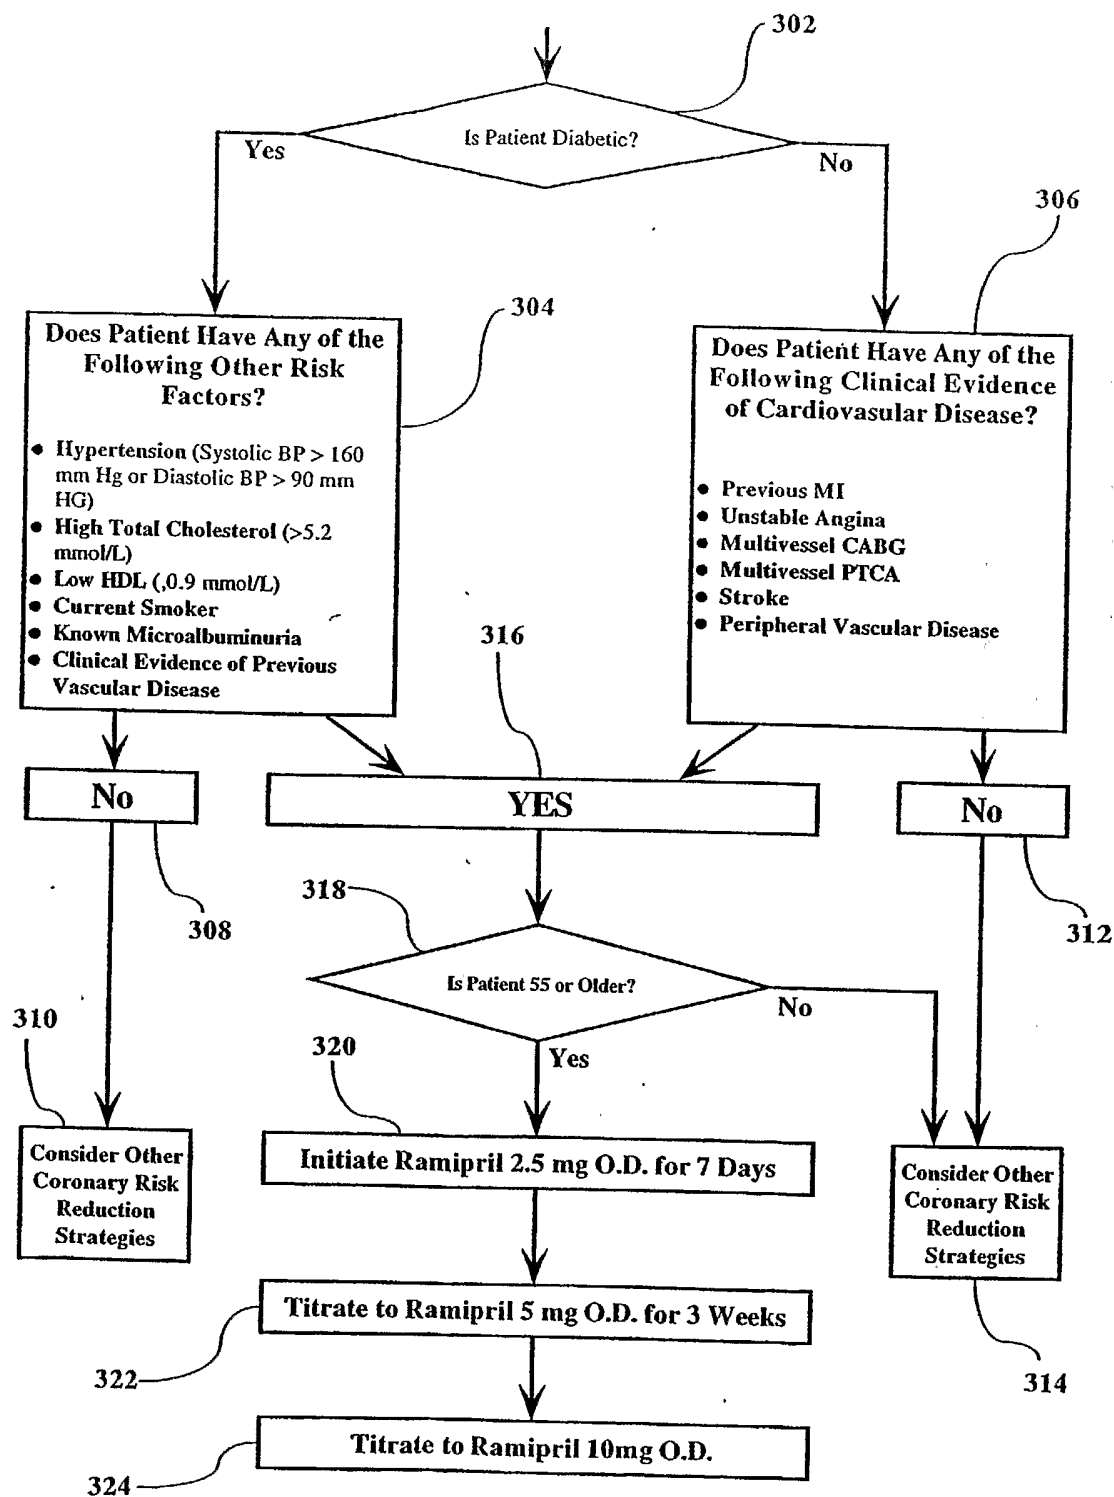 302
Is Patient Diabetic?
Yes
No
306
304
Does Patient Have Any of the
Following Other Risk
Factors?
• Hypertension (Systolic BP > 160
mm Hg or Diastolic BP > 90 mm
HG)
• High Total Cholesterol (>5.2
mmol/L)
• Low HDL (,0.9 mmol/L)
• Current Smoker
• Known Microalbuminuria
• Clinical Evidence of Previous
Vascular Disease
Does Patient Have Any of the
Following Clinical Evidence
of Cardiovasular Disease?
• Previous MI
• Unstable Angina
• Multivessel CABG
• Multivessel PTCA
• Stroke
• Peripheral Vascular Disease
316
No
YES
No
308
318
312
Is Patient 55 or Older?
No
Yes
310
320
Consider Other
Coronary Risk
Reduction
Strategies
Initiate Ramipril 2.5 mg O.D. for 7 Days
Consider Other
Coronary Risk
Reduction
Strategies
Titrate to Ramipril 5 mg O.D. for 3 Weeks
322
314
Titrate to Ramipril 10mg O.D.
324